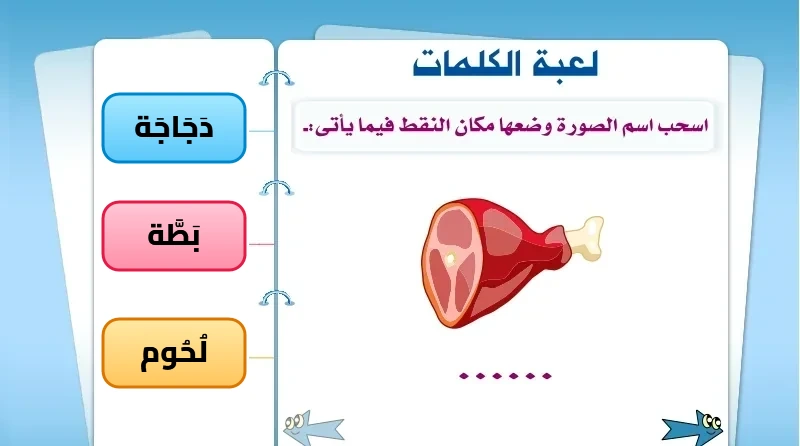 لعبة الكلمات
اسحب اسم الصورة وضعها مكان النقط فيما يأتى :ـ
دَجَاجَة
بَطَّة
لُحُوم
......